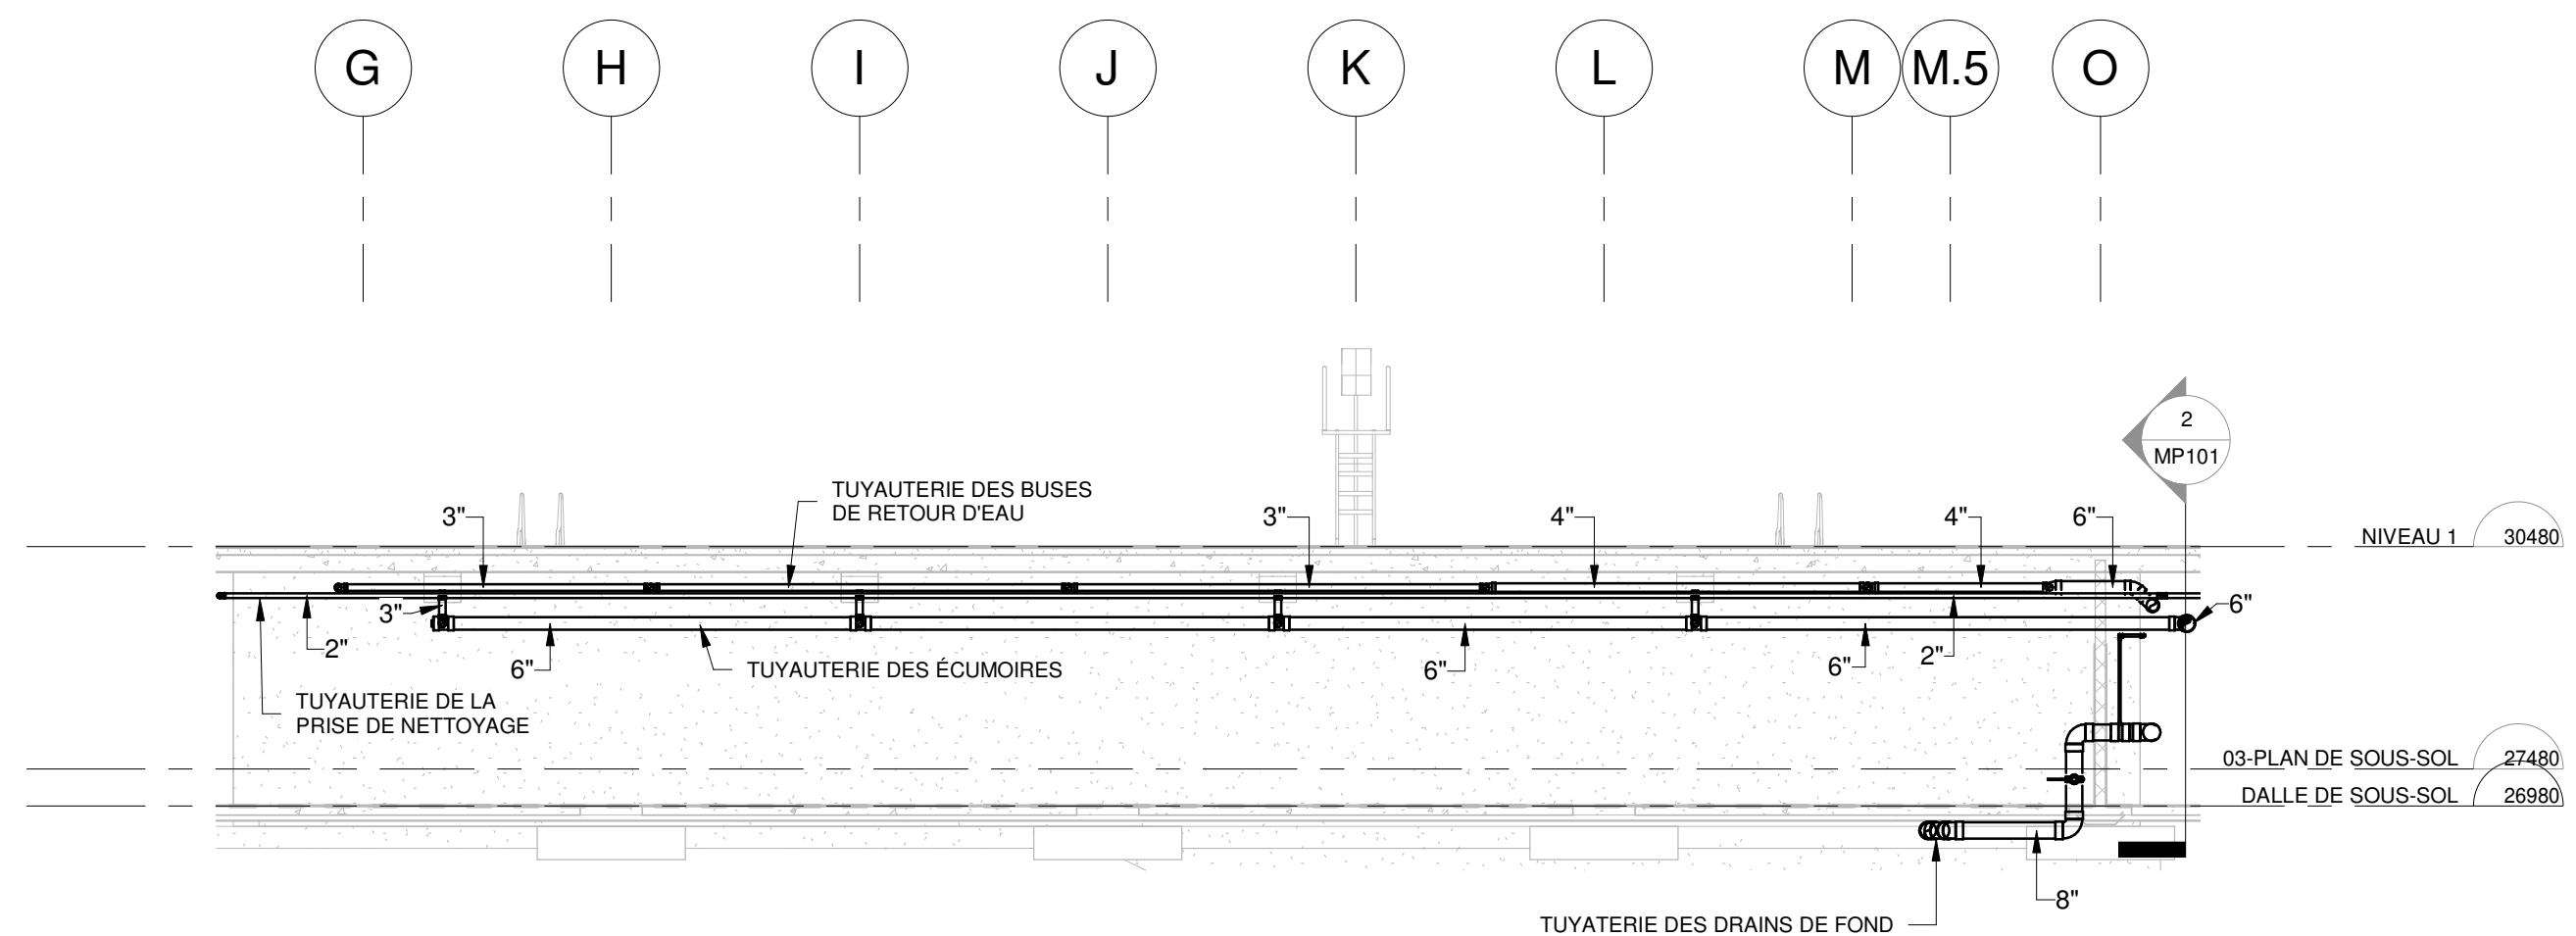 G
H
I
J
K
L
M
M.5
O
2
MP101
TUYAUTERIE DES BUSES
DE RETOUR D'EAU
3"
3"
4"
4"
6"
NIVEAU 1
30480
3"
2"
6"
6"
6"
2"
6"
TUYAUTERIE DES ÉCUMOIRES
TUYAUTERIE DE LA
PRISE DE NETTOYAGE
03-PLAN DE SOUS-SOL
27480
DALLE DE SOUS-SOL
26980
8"
TUYATERIE DES DRAINS DE FOND